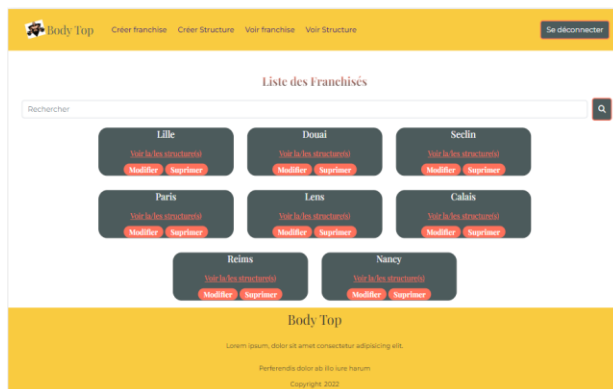 Body Top Créer franchise Créer Structure Voir franchise Voir Structure Se déconnecter
Liste des Franchisés
Rechercher
Lille Douai Seclin
Voir la/les structure(s) Voir la/les structure(s) Voir la/les structure(s)
Modifier Suprimer Modifier Suprimer Modifier Suprimer
Paris Lens Calais
Voir la/les structure(s) Voir la/les structure(s) Voir la/les structure(s)
Modifier Suprimer Modifier Suprimer Modifier Suprimer
Reims Nancy
Voir la/les structure(s) Voir la/les structure(s)
Modifier Suprimer Modifier Suprimer
Body Top
Lorem ipsum, dolor sit amet consectetur adipisicing elit.
Perferendis dolor ab illo iure harum
Copyright 2022